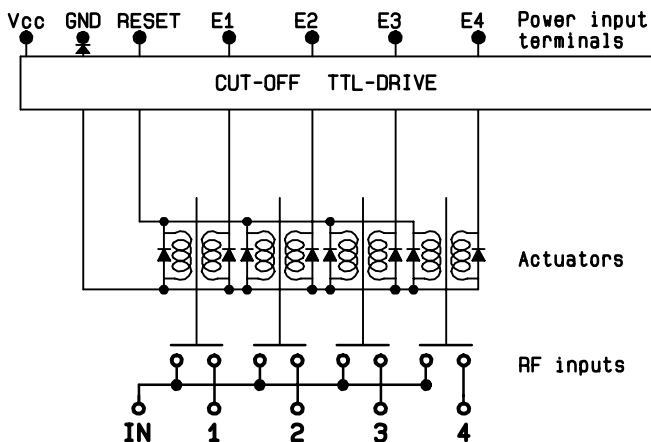 Vcc GND RESET E1 E2 E3 E4 Power input
terminals
CUT-OFF TTL-DRIVE
Actuators
RF inputs
IN 1 2 3 4